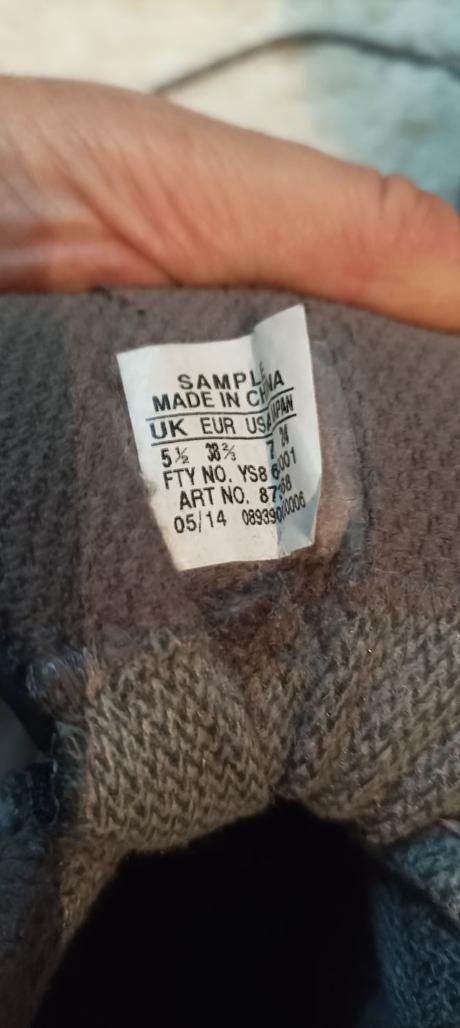 SAMPLE
MADE IN CHINA
UK EUR USA JAPAN
5½ 38⅔ 7 24
FTY NO. YS8
ART NO.
05/14